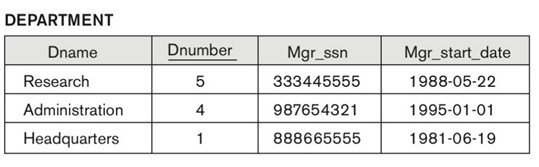 DEPARTMENT
Dname Dnumber Mgr_ssn Mgr_start_date
Research 5 333445555 1988-05-22
Administration 4 987654321 1995-01-01
Headquarters 1 888665555 1981-06-19